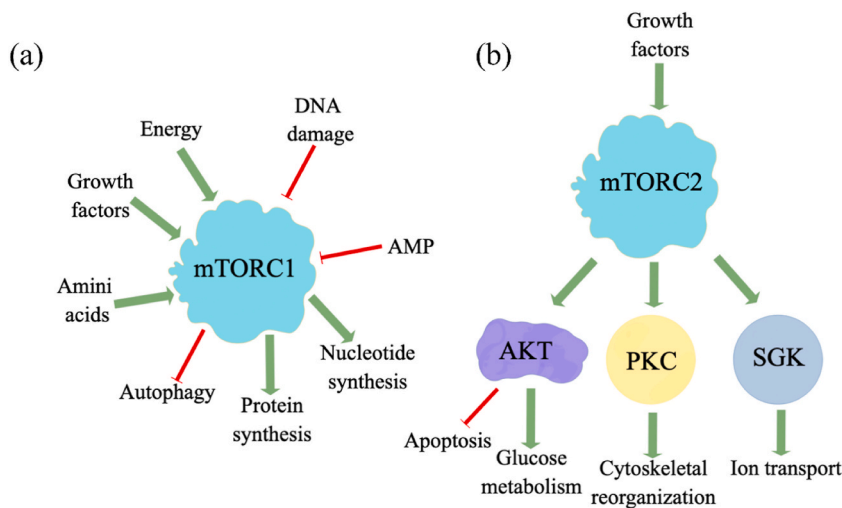 (a)
DNA
damage
Energy
Growth
factors
mTORC1
AMP
Amini
acids
Nucleotide
synthesis
Autophagy
Protein
synthesis
(b)
Growth
factors
mTORC2
AKT
PKC
SGK
Apoptosis
Glucose
metabolism
Cytoskeletal
reorganization
Ion transport